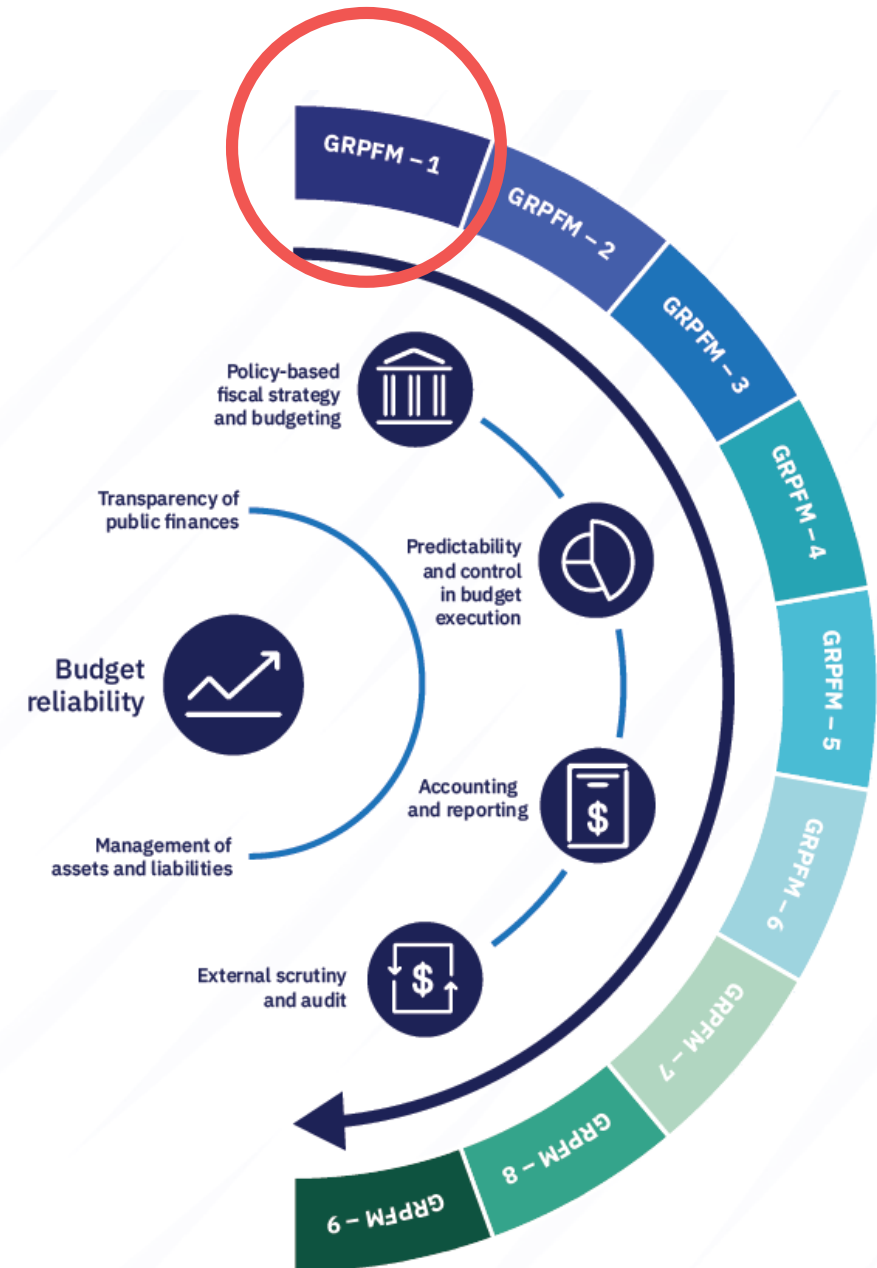 GRPFM – 1
GRPFM – 2
GRPFM – 3
GRPFM – 4
GRPFM – 5
GRPFM – 6
GRPFM – 7
GRPFM – 8
GRPFM – 9
Policy-based
fiscal strategy
and budgeting
Transparency of
public finances
Predictability
and control
in budget
execution
Budget
reliability
Accounting
and reporting
$
Management of
assets and liabilities
External scrutiny
and audit
$